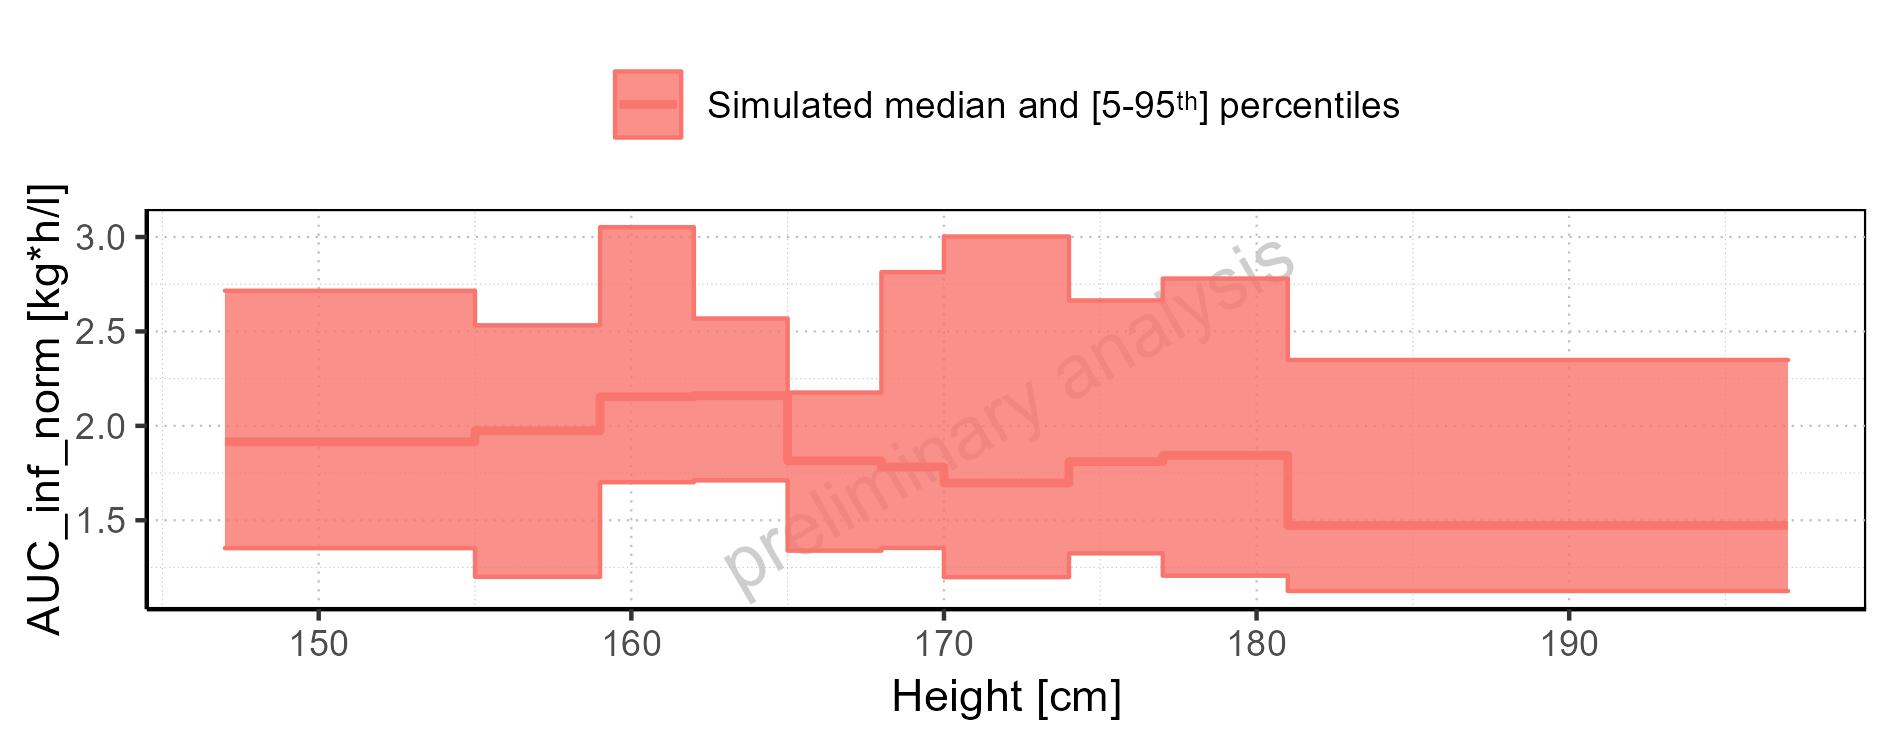 Simulated median and [5-95th] percentiles
AUC_inf_norm [kg*h/l]
3.0
2.5
2.0
1.5
preliminary analysis
150 160 170 180 190
Height [cm]